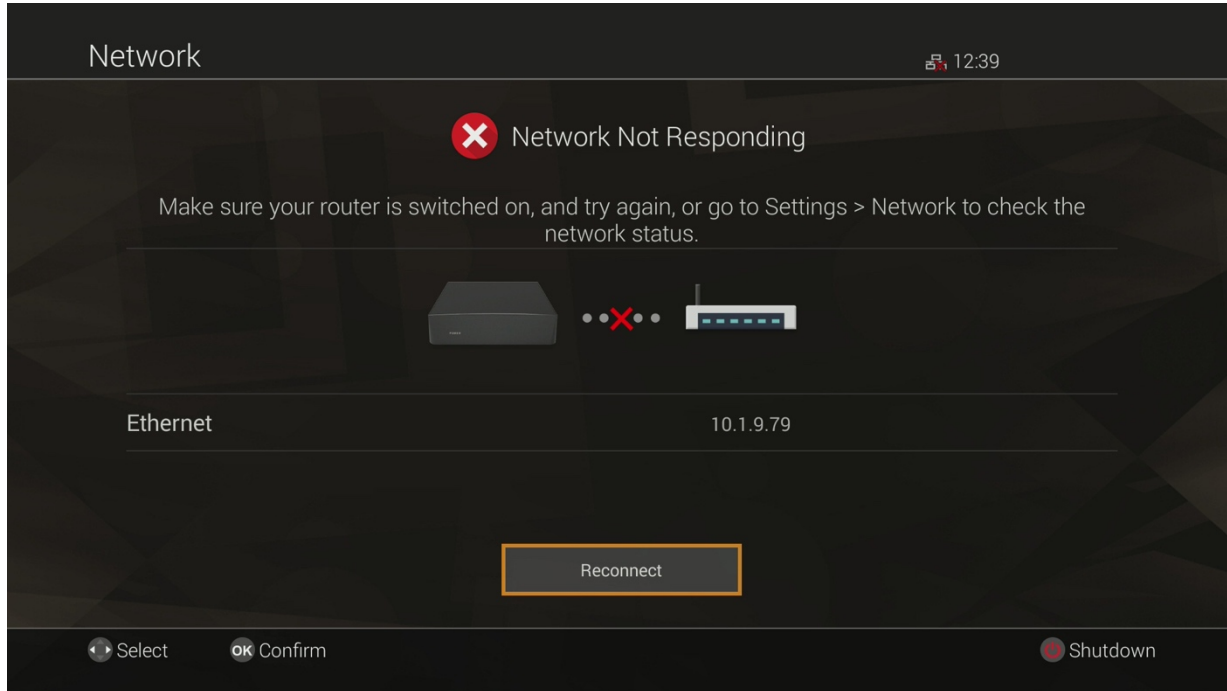 Network
12:39
Network Not Responding
Make sure your router is switched on, and try again, or go to Settings > Network to check the
network status.
Ethernet
10.1.9.79
Reconnect
Select
OK Confirm
Shutdown